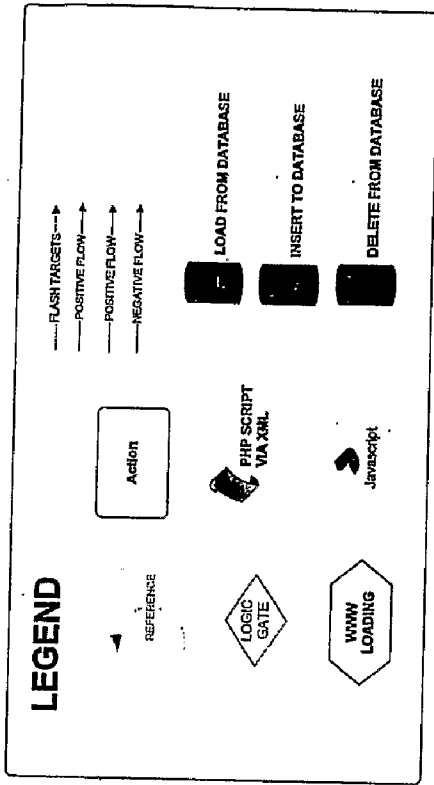 LEGEND
REFERENCE
LOGIC
GATE
WWW
LOADING
Action
PHP SCRIPT
VIA XML
Javascript
FLASH TARGETS
POSITIVE FLOW
POSITIVE FLOW
NEGATIVE FLOW
LOAD FROM DATABASE
INSERT TO DATABASE
DELETE FROM DATABASE